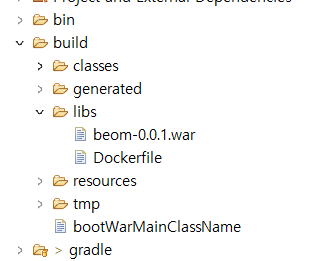 Project and External Dependencies
bin
build
classes
generated
libs
beom-0.0.1.war
Dockerfile
resources
tmp
bootWarMainClassName
> gradle